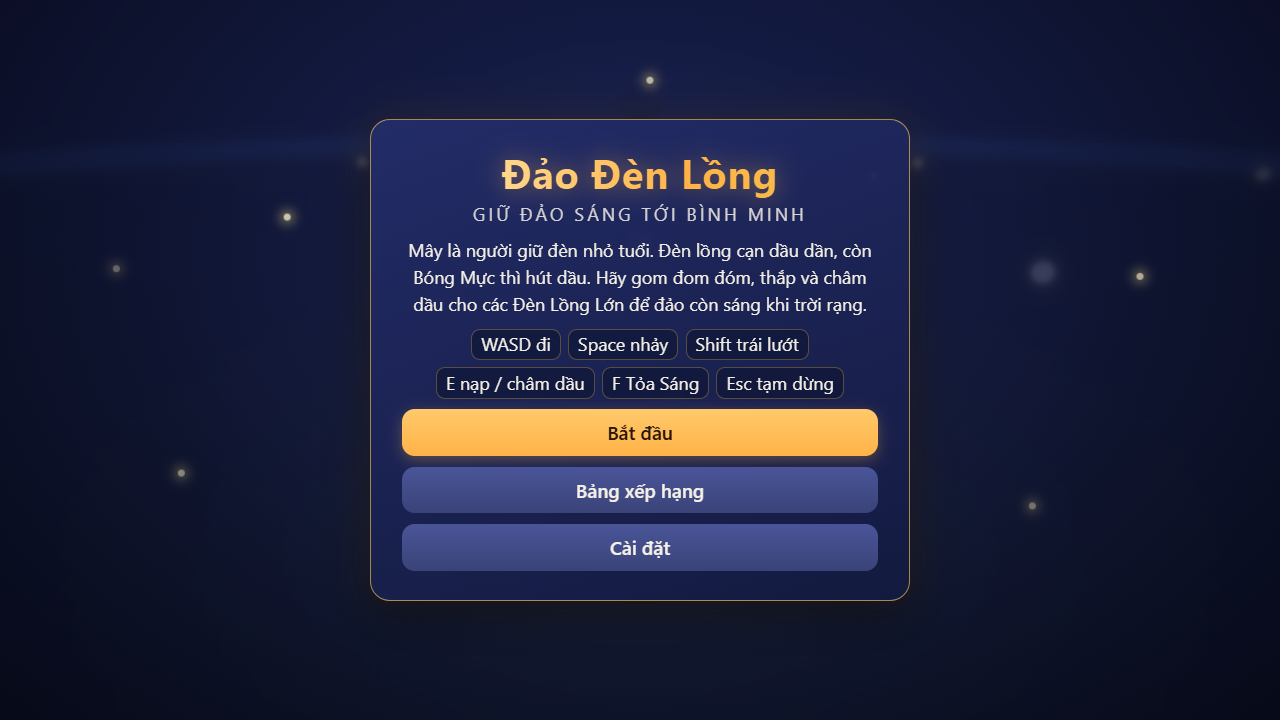 Đảo Đèn Lồng
GIỮ ĐẢO SÁNG TỚI BÌNH MINH
Mây là người giữ đèn nhỏ tuổi. Đèn lồng cạn dầu dần, còn
Bóng Mực thì hút dầu. Hãy gom đom đóm, thắp và châm
dầu cho các Đèn Lồng Lớn để đảo còn sáng khi trời rạng.
WASD đi Space nhảy Shift trái lướt
E nạp / châm dầu F Tỏa Sáng Esc tạm dừng
Bắt đầu
Bảng xếp hạng
Cài đặt